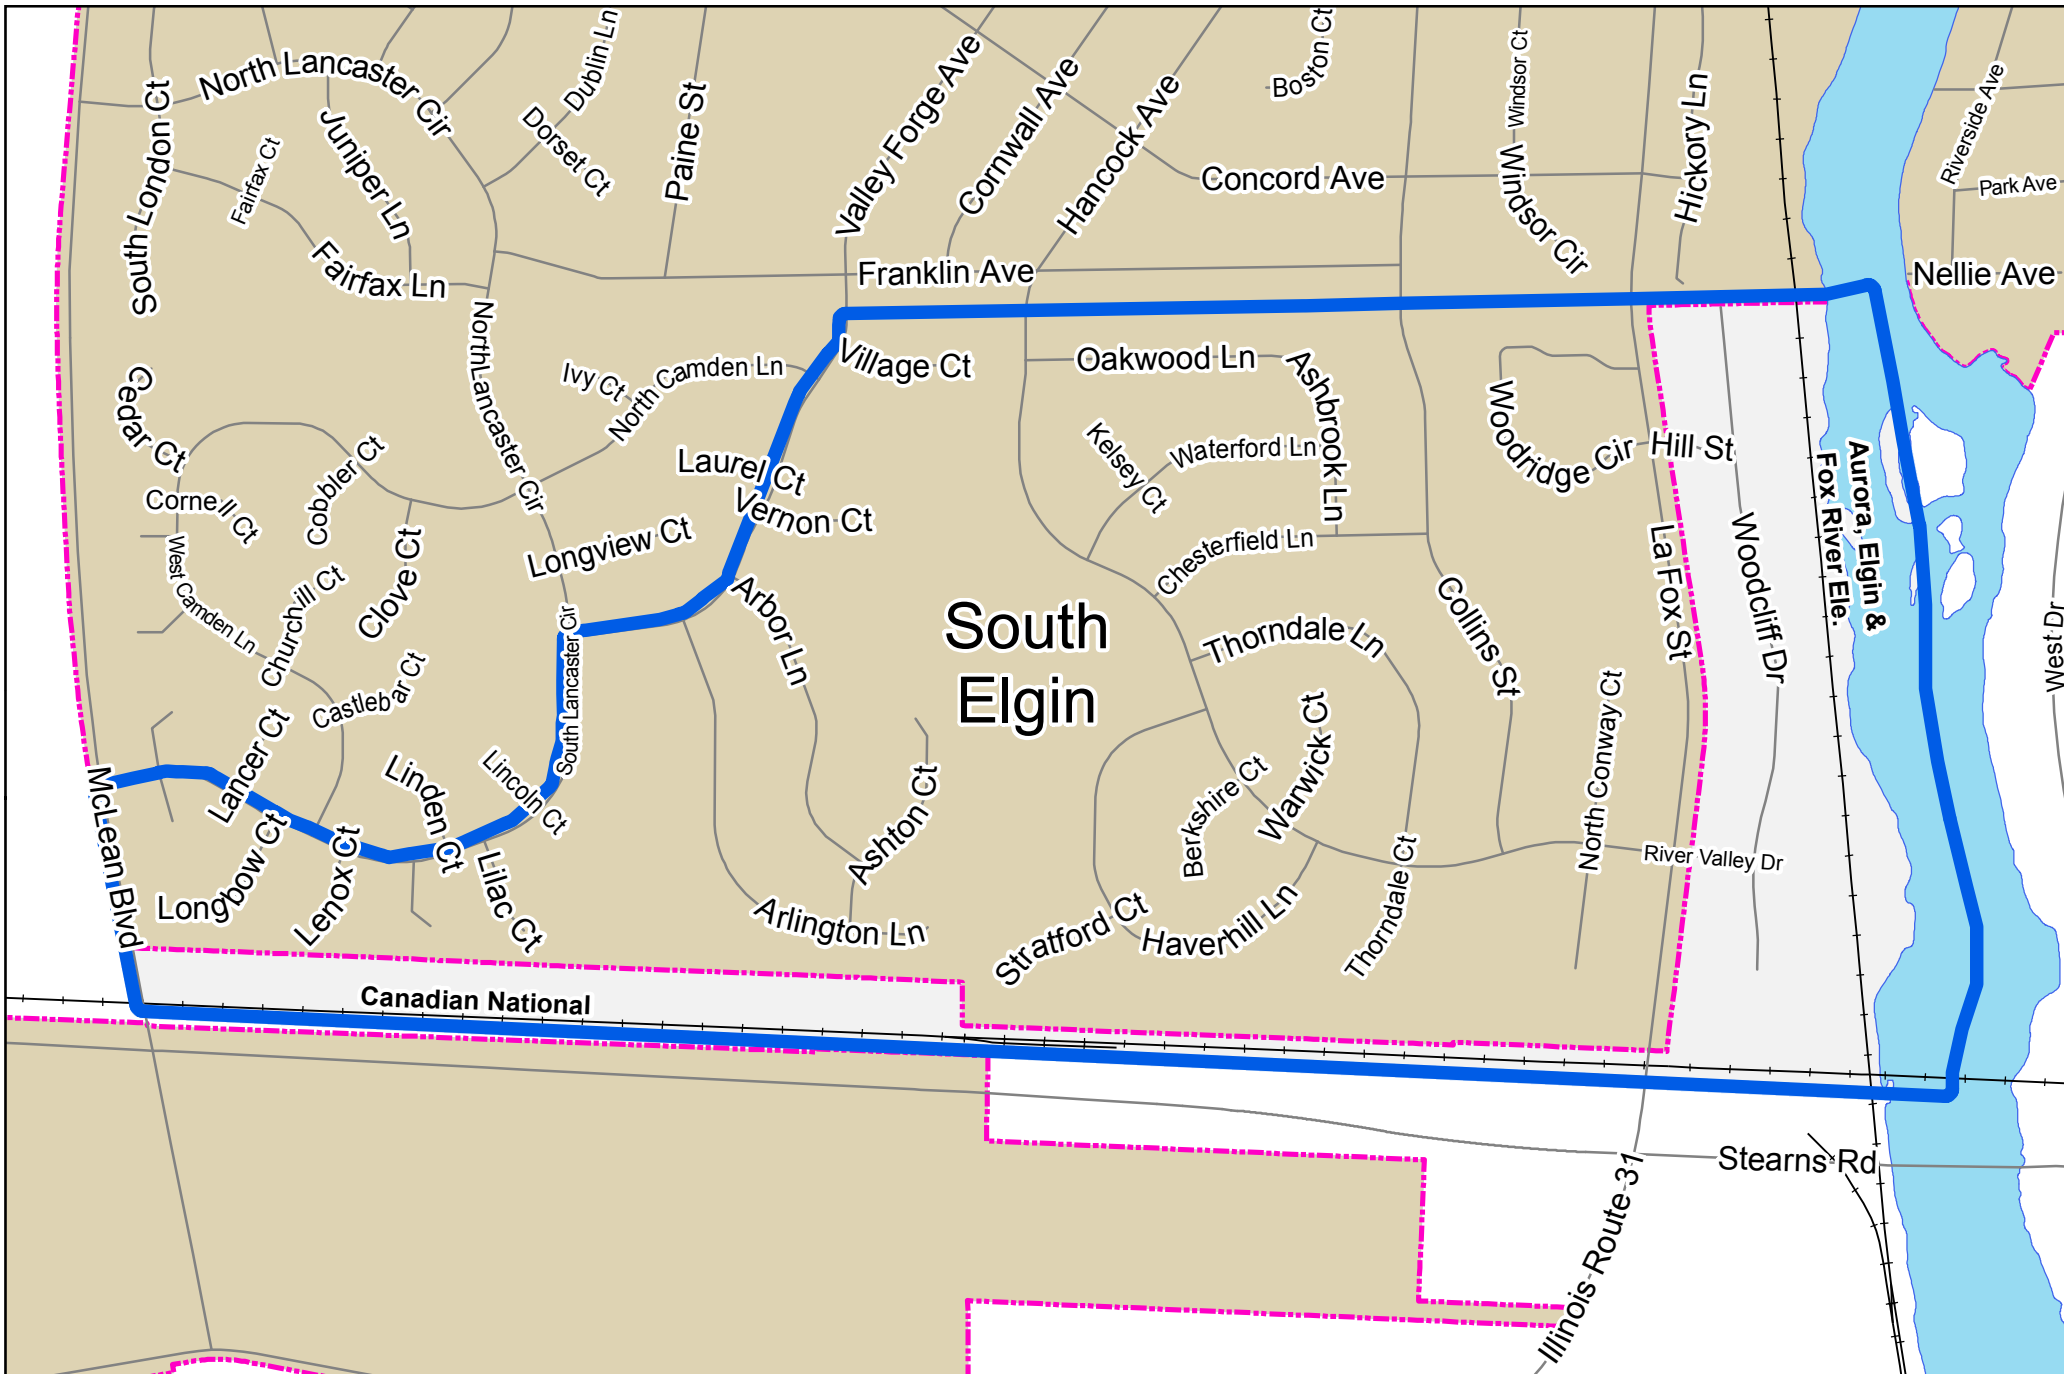 North Lancaster Cir
South London Ct
Fairfax Ct
Juniper Ln
Fairfax Ln
Dublin Ln
Dorset Ct
Paine St
Valley Forge Ave
Cornwall Ave
Hancock Ave
Boston Ct
Concord Ave
Windsor Ct
Windsor Cir
Hickory Ln
Riverside Ave
Park Ave
Nellie Ave
Franklin Ave
North Lancaster Cir
Cedar Ct
Ivy Ct
North Camden Ln
Village Ct
Oakwood Ln
Ashbrook Ln
Kelsey Ct
Waterford Ln
Woodridge Cir
Hill St
Aurora, Elgin &
Fox River Ele.
Cornell Ct
Cobbler Ct
Laurel Ct
Vernon Ct
Longview Ct
West Camden Ln
Churchill Ct
Clove Ct
Chesterfield Ln
La Fox St
Woodcliff Dr
Collins St
South
Elgin
Arbor Ln
Thorndale Ln
West Dr
Castlebar Ct
South Lancaster Cir
Lancer Ct
Linden Ct
Lincoln Ct
Warwick Ct
Berkshire Ct
North Conway Ct
River Valley Dr
McLean Blvd
Longbow Ct
Lenox Ct
Lilac Ct
Ashton Ct
Arlington Ln
Stratford Ct
Haverhill Ln
Thorndale Ct
Canadian National
Stearns Rd
Illinois Route 31